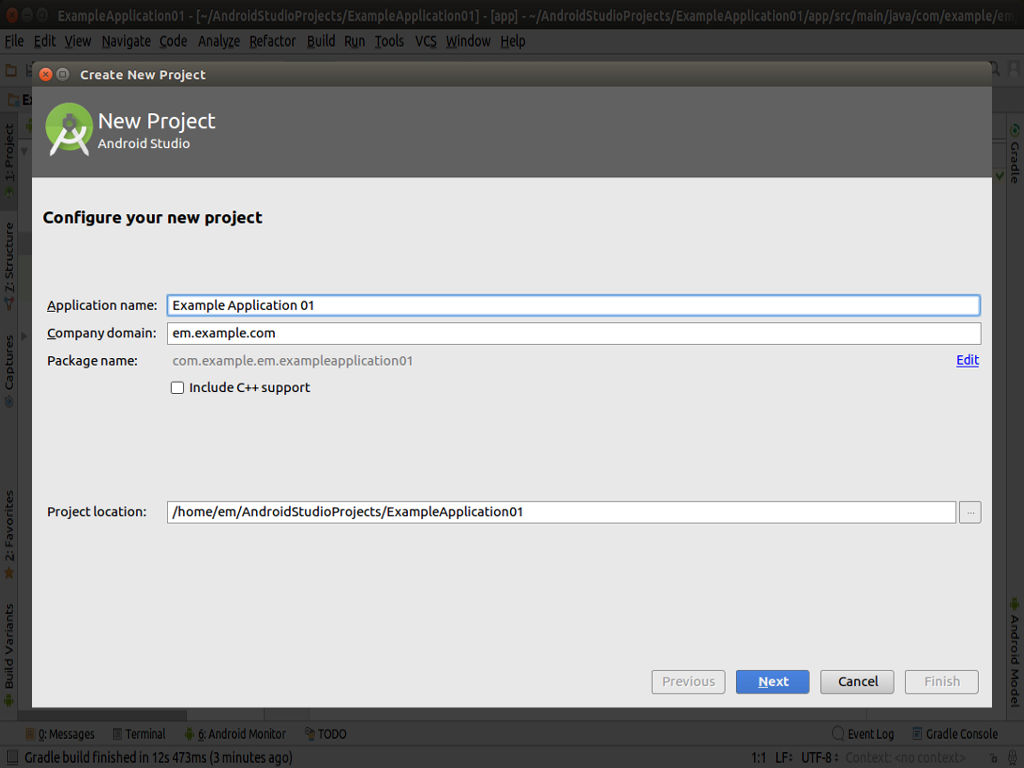 ExampleApplication01 - [~/AndroidStudioProjects/ExampleApplication01] - [app] - ~/AndroidStudioProjects/ExampleApplication01/app/src/main/java/com/example/em
File Edit View Navigate Code Analyze Refactor Build Run Tools VCS Window Help
Create New Project
New Project
Android Studio
1: Project
Z: Structure
Captures
2: Favorites
Build Variants
Gradle
Android Model
Configure your new project
Application name: Example Application 01
Company domain: em.example.com
Package name: com.example.em.exampleapplication01 Edit
Include C++ support
Project location: /home/em/AndroidStudioProjects/ExampleApplication01 ...
Previous Next Cancel Finish
0: Messages Terminal 6: Android Monitor TODO Event Log Gradle Console
Gradle build finished in 12s 473ms (3 minutes ago) 1:1 LF: UTF-8: Context: <no context>